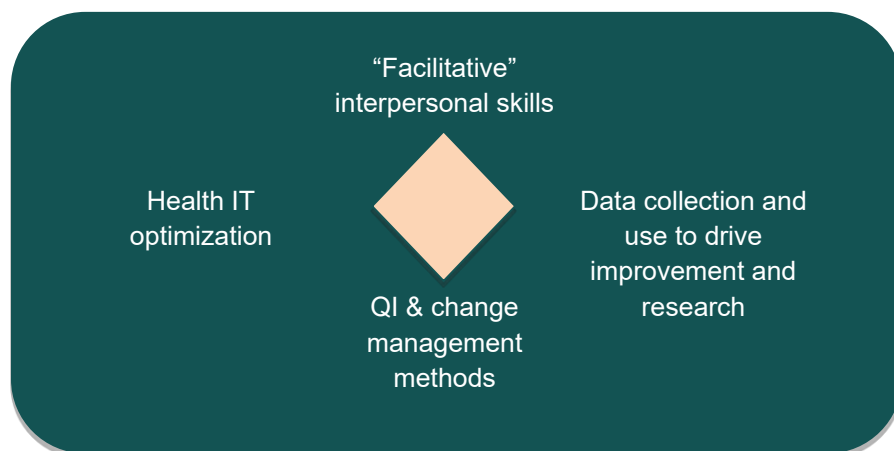 “Facilitative”
interpersonal skills
Health IT
optimization
Data collection and
use to drive
improvement and
research
QI & change
management
methods